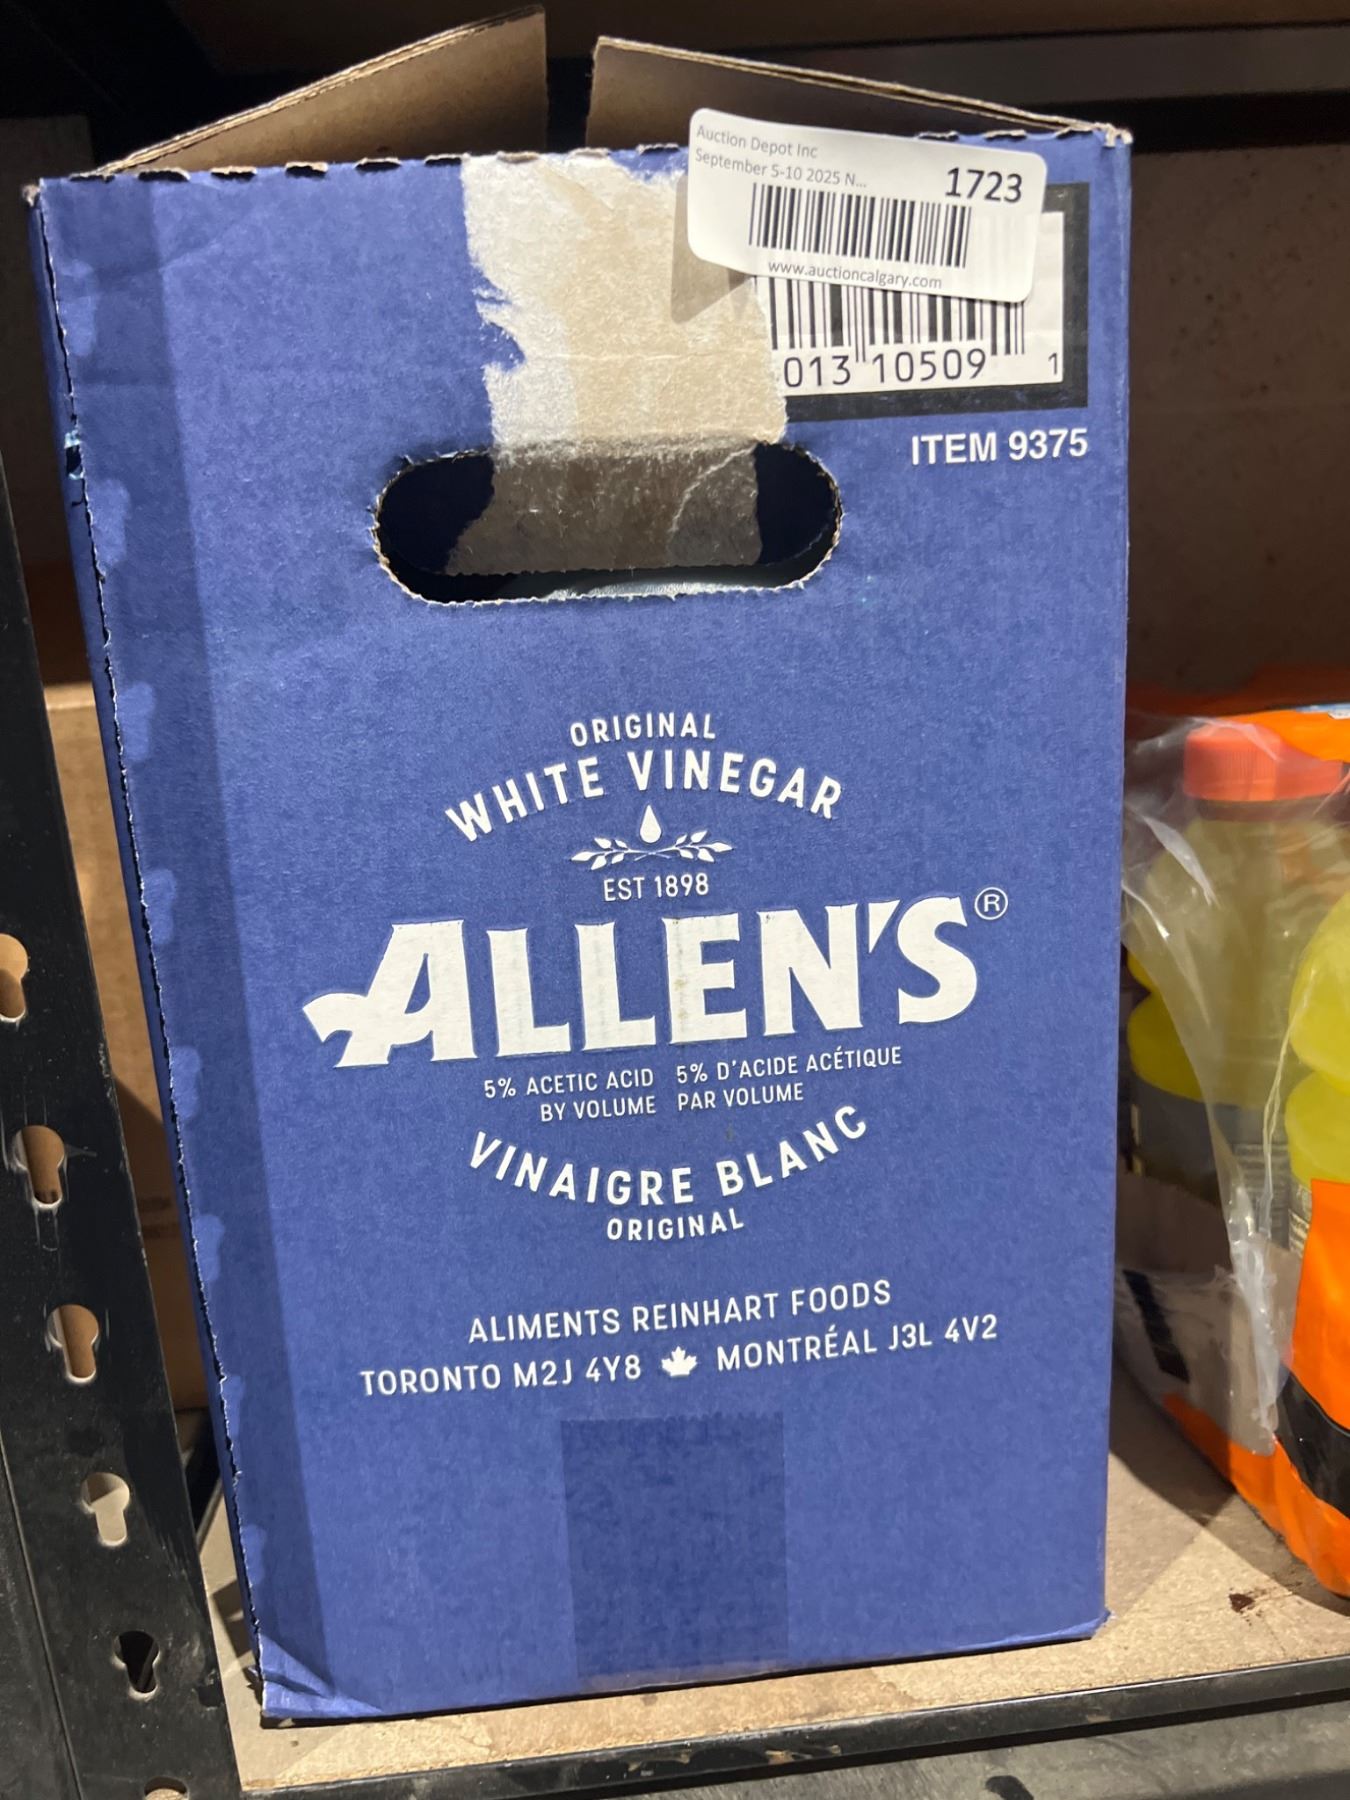 Auction Depot Inc
September 5-10 2025 N...
1723
www.auctioncalgary.com
013 10509 1
ITEM 9375
ORIGINAL
WHITE VINEGAR
EST 1898
ALLEN'S®
5% ACETIC ACID 5% D'ACIDE ACÉTIQUE
BY VOLUME PAR VOLUME
VINAIGRE BLANC
ORIGINAL
ALIMENTS REINHART FOODS
TORONTO M2J 4Y8 MONTRÉAL J3L 4V2